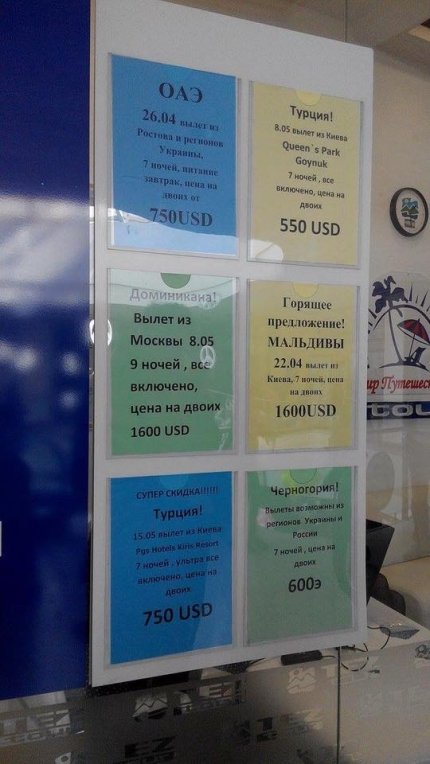 ОАЭ
26.04 вылет из
Ростова и регионов
Украины,
7 ночей, питание
завтрак, цена на
двоих от
750USD
Турция!
8.05 вылет из Киева
Queen`s Park
Goynuk
7 ночей , все
включено, цена на
двоих
550 USD
Доминикана!
Вылет из
Москвы 8.05
9 ночей , все
включено,
цена на двоих
1600 USD
Горящее
предложение!
МАЛЬДИВЫ
22.04 вылет из
Киева, 7 ночей, цена
на двоих
1600USD
СУПЕР СКИДКА!!!!!!
Турция!
15.05 вылет из Киева
Pgs Hotels Kiris Resort
7 ночей , ультра все
включено, цена на
двоих
750 USD
Черногория!
Вылеты возможны из
регионов Украины и
России
7 ночей , цена на
двоих
600э
ир Путешес
tou